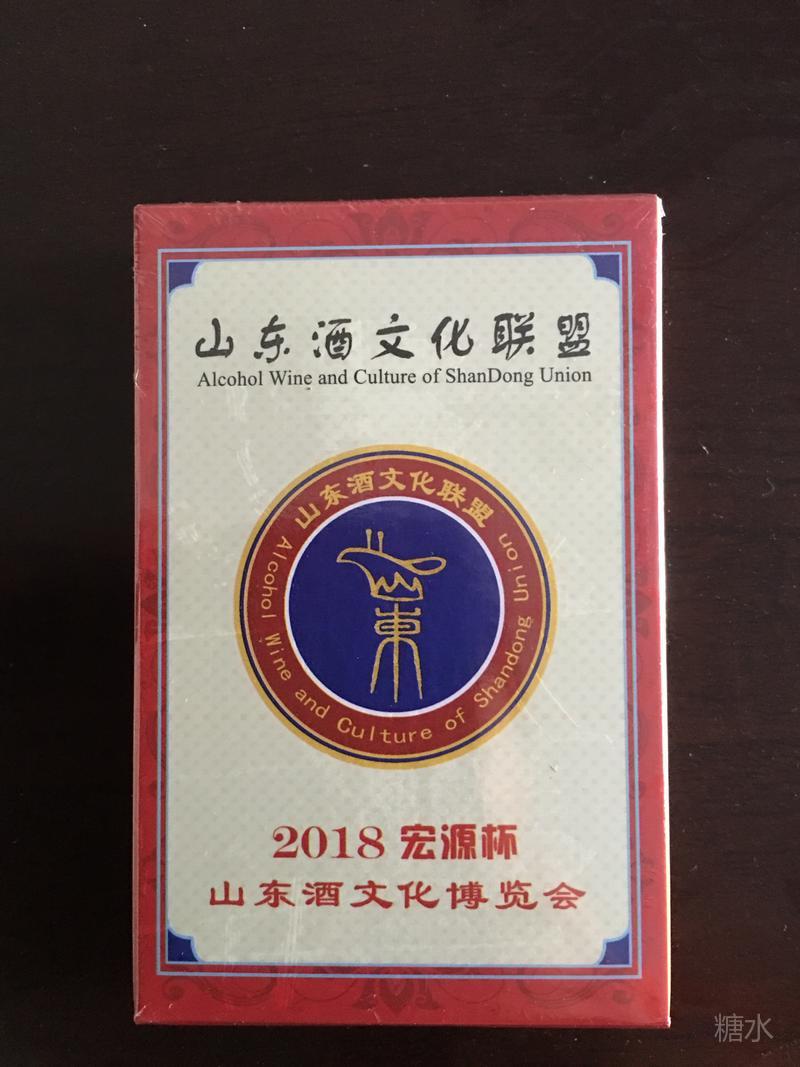 山东酒文化联盟
Alcohol Wine and Culture of ShanDong Union
山东酒文化联盟
Alcohol Wine and Culture of Shandong Union
山東
2018 宏源杯
山东酒文化博览会
糖水